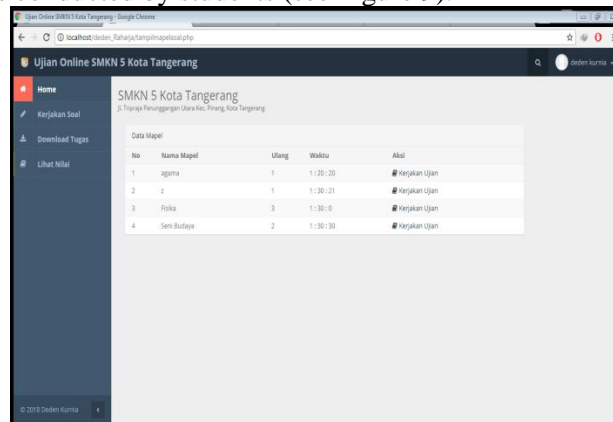 Ujian Online SMKN 5 Kota Tangerang - Google Chrome
localhost/deden_Raharja/tampilmapelsoal.php
Ujian Online SMKN 5 Kota Tangerang
deden kurnia
Home
Kerjakan Soal
Download Tugas
Lihat Nilai
SMKN 5 Kota Tangerang
Jl. Tripraja Panunggangan Utara Kec. Pinang, Kota Tangerang
Data Mapel
No Nama Mapel Ulang Waktu Aksi
1 agama 1 1 : 20 : 20 Kerjakan Ujian
2 z 1 1 : 30 : 21 Kerjakan Ujian
3 Fisika 3 1 : 30 : 0 Kerjakan Ujian
4 Seni Budaya 2 1 : 30 : 30 Kerjakan Ujian
© 2018 Deden Kurnia